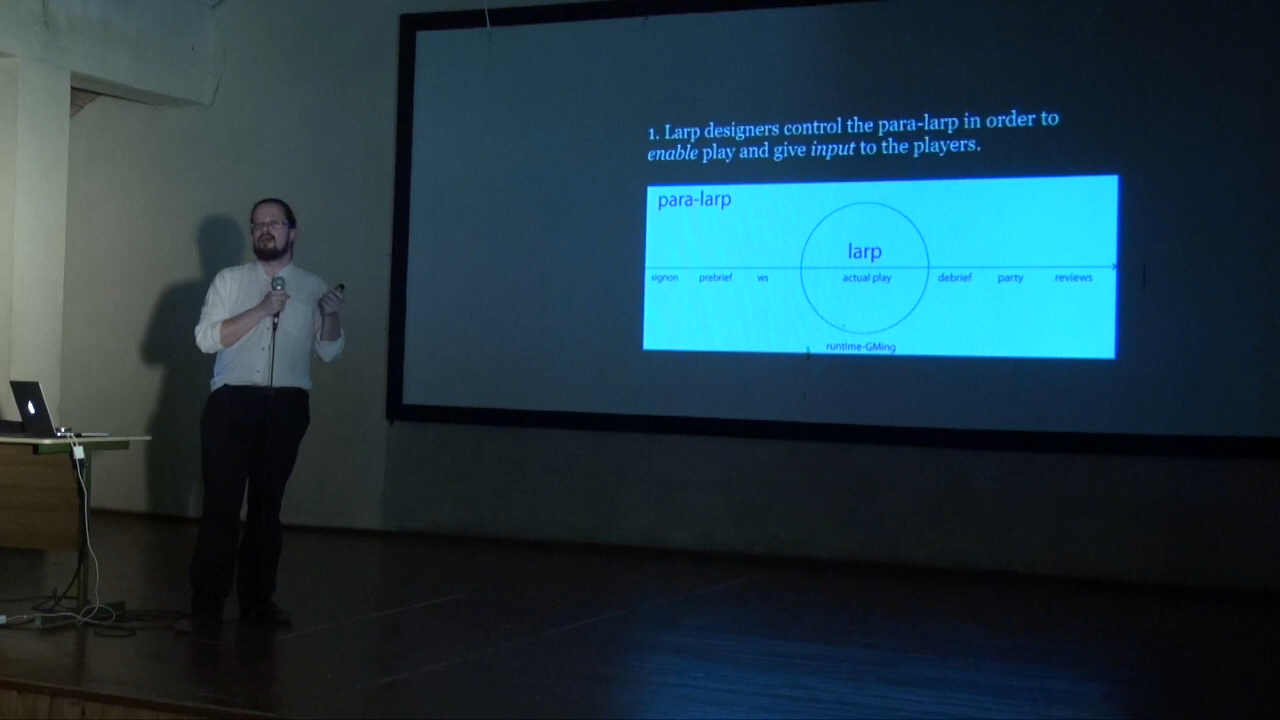 1. Larp designers control the para-larp in order to
enable play and give input to the players.
para-larp
larp
signon prebrief ws actual play debrief party reviews
runtime-GMing